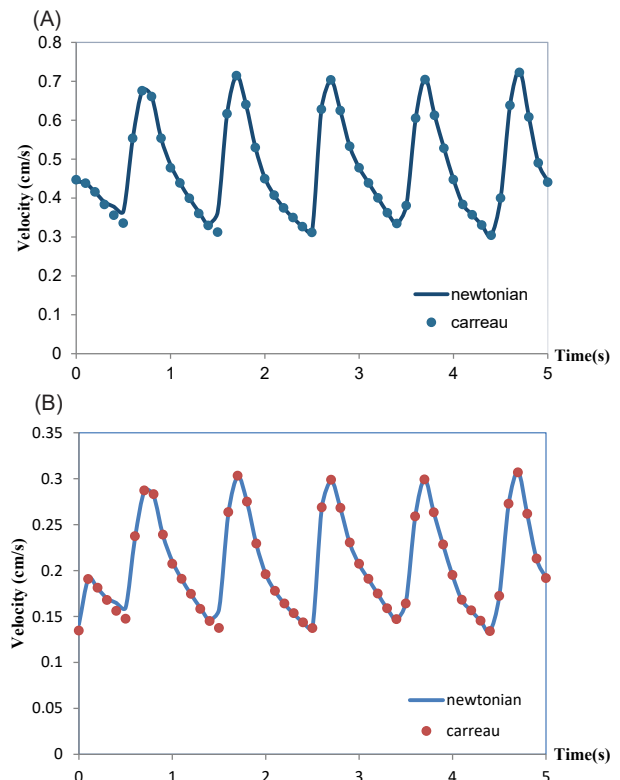 (A)
0.8
0.7
0.6
0.5
0.4
0.3
0.2
0.1
0
Velocity (cm/s)
newtonian
carreau
Time(s)
0 1 2 3 4 5
(B)
0.35
0.3
0.25
0.2
0.15
0.1
0.05
0
Velocity (cm/s)
newtonian
carreau
Time(s)
0 1 2 3 4 5